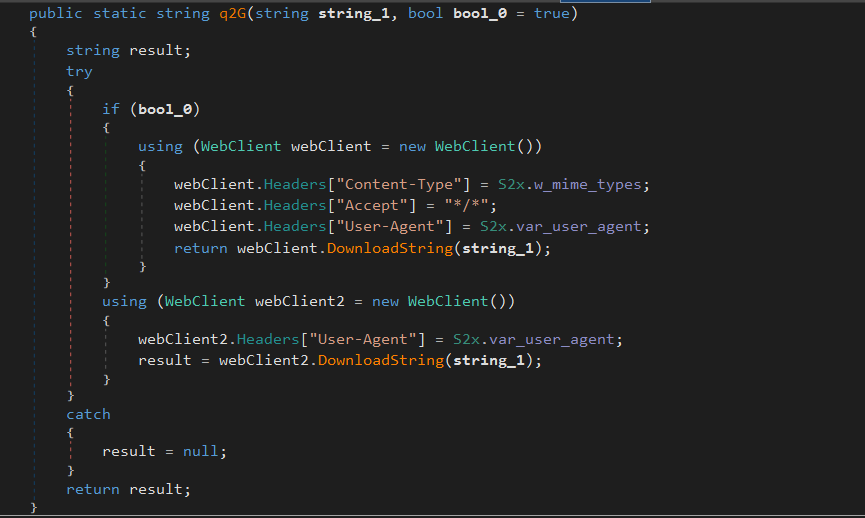 public static string q2G(string string_1, bool bool_0 = true)
{
string result;
try
{
if (bool_0)
{
using (WebClient webClient = new WebClient())
{
webClient.Headers["Content-Type"] = S2x.w_mime_types;
webClient.Headers["Accept"] = "*/*";
webClient.Headers["User-Agent"] = S2x.var_user_agent;
return webClient.DownloadString(string_1);
}
}
using (WebClient webClient2 = new WebClient())
{
webClient2.Headers["User-Agent"] = S2x.var_user_agent;
result = webClient2.DownloadString(string_1);
}
}
catch
{
result = null;
}
return result;
}